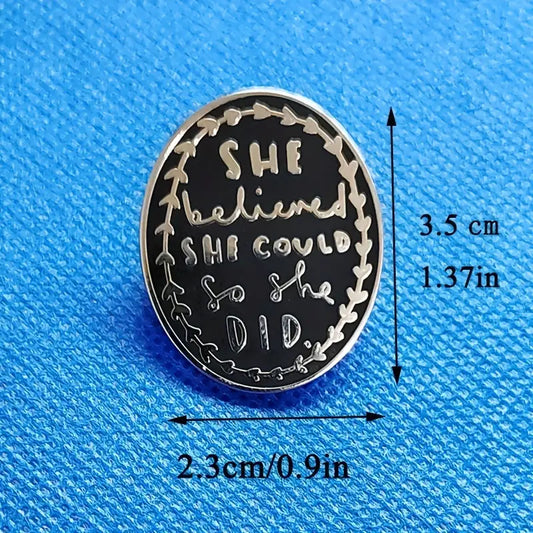 SHE
believed
SHE COULD
so she
DID
3.5 cm
1.37in
2.3cm/0.9in